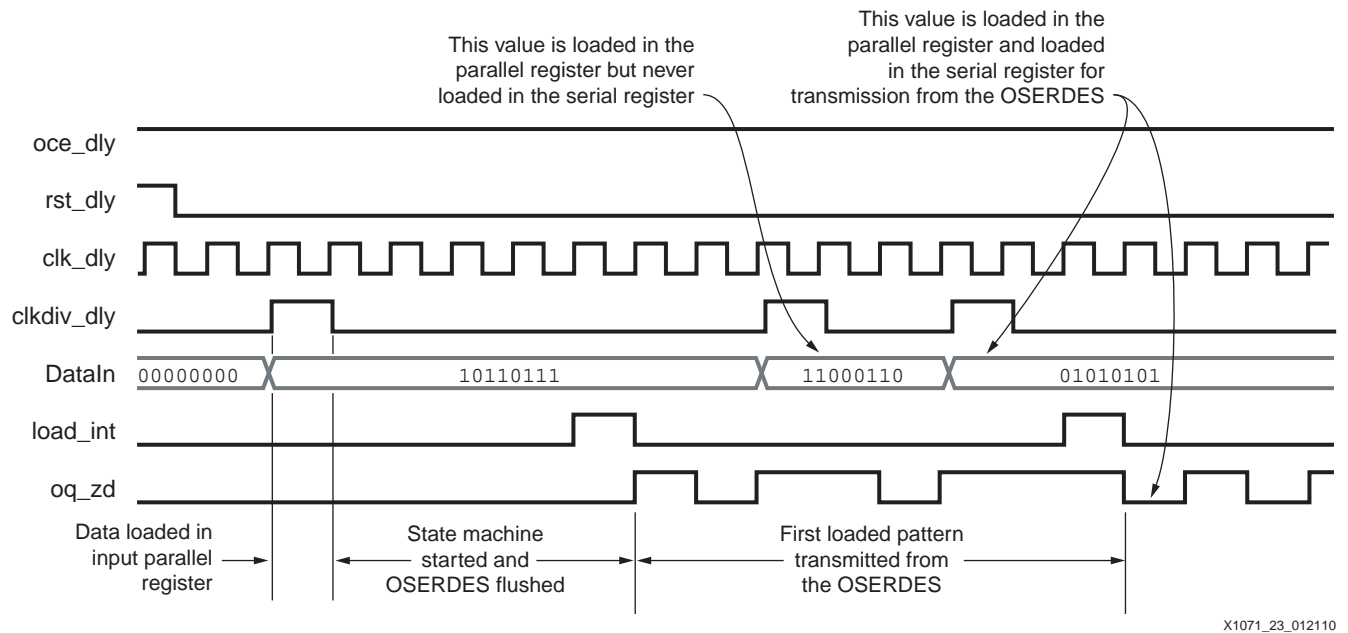 This value is loaded in the
parallel register but never
loaded in the serial register
This value is loaded in the
parallel register and loaded
in the serial register for
transmission from the OSERDES
oce_dly
rst_dly
clk_dly
clkdiv_dly
DataIn
00000000
10110111
11000110
01010101
load_int
oq_zd
Data loaded in
input parallel
register
State machine
started and
OSERDES flushed
First loaded pattern
transmitted from
the OSERDES
X1071_23_012110